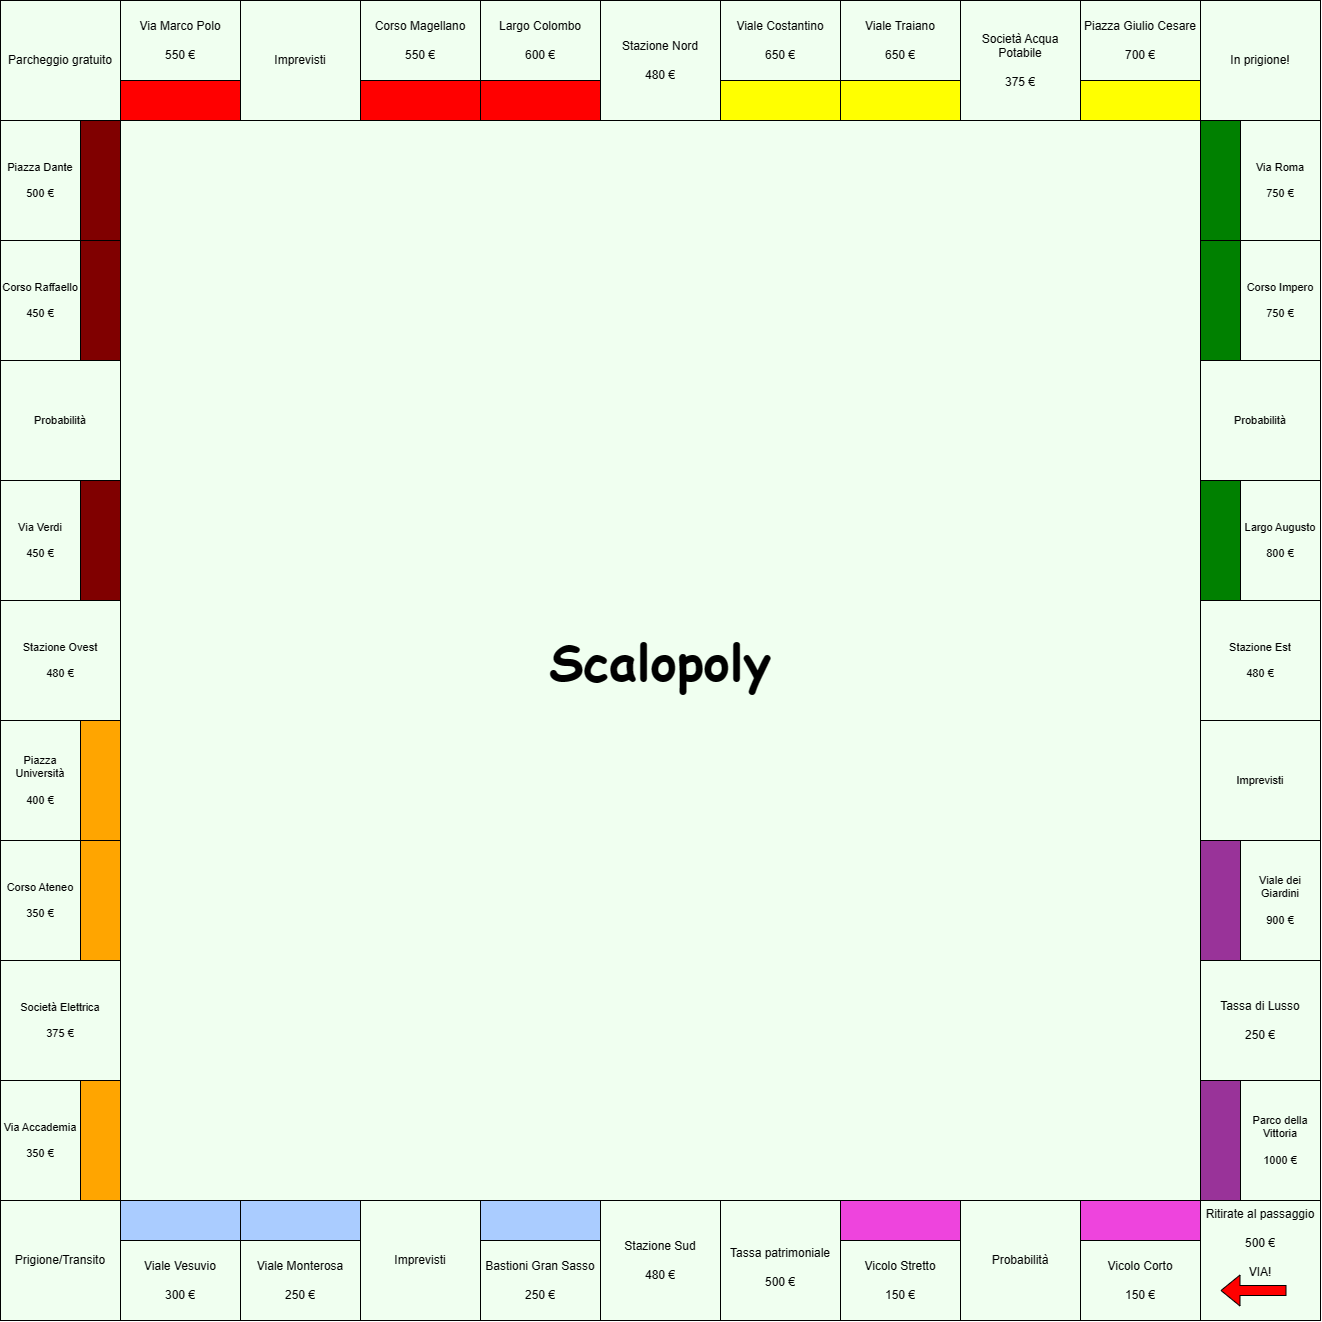 Parcheggio gratuito
Via Marco Polo
550 €
Imprevisti
Corso Magellano
550 €
Largo Colombo
600 €
Stazione Nord
480 €
Viale Costantino
650 €
Viale Traiano
650 €
Società Acqua
Potabile
375 €
Piazza Giulio Cesare
700 €
In prigione!
Piazza Dante
500 €
Via Roma
750 €
Corso Raffaello
450 €
Corso Impero
750 €
Probabilità
Probabilità
Via Verdi
450 €
Largo Augusto
800 €
Stazione Ovest
480 €
Scalopoly
Stazione Est
480 €
Piazza
Università
400 €
Imprevisti
Corso Ateneo
350 €
Viale dei
Giardini
900 €
Società Elettrica
375 €
Tassa di Lusso
250 €
Via Accademia
350 €
Parco della
Vittoria
1000 €
Prigione/Transito
Viale Vesuvio
300 €
Viale Monterosa
250 €
Imprevisti
Bastioni Gran Sasso
250 €
Stazione Sud
480 €
Tassa patrimoniale
500 €
Vicolo Stretto
150 €
Probabilità
Vicolo Corto
150 €
Ritirate al passaggio
500 €
VIA!